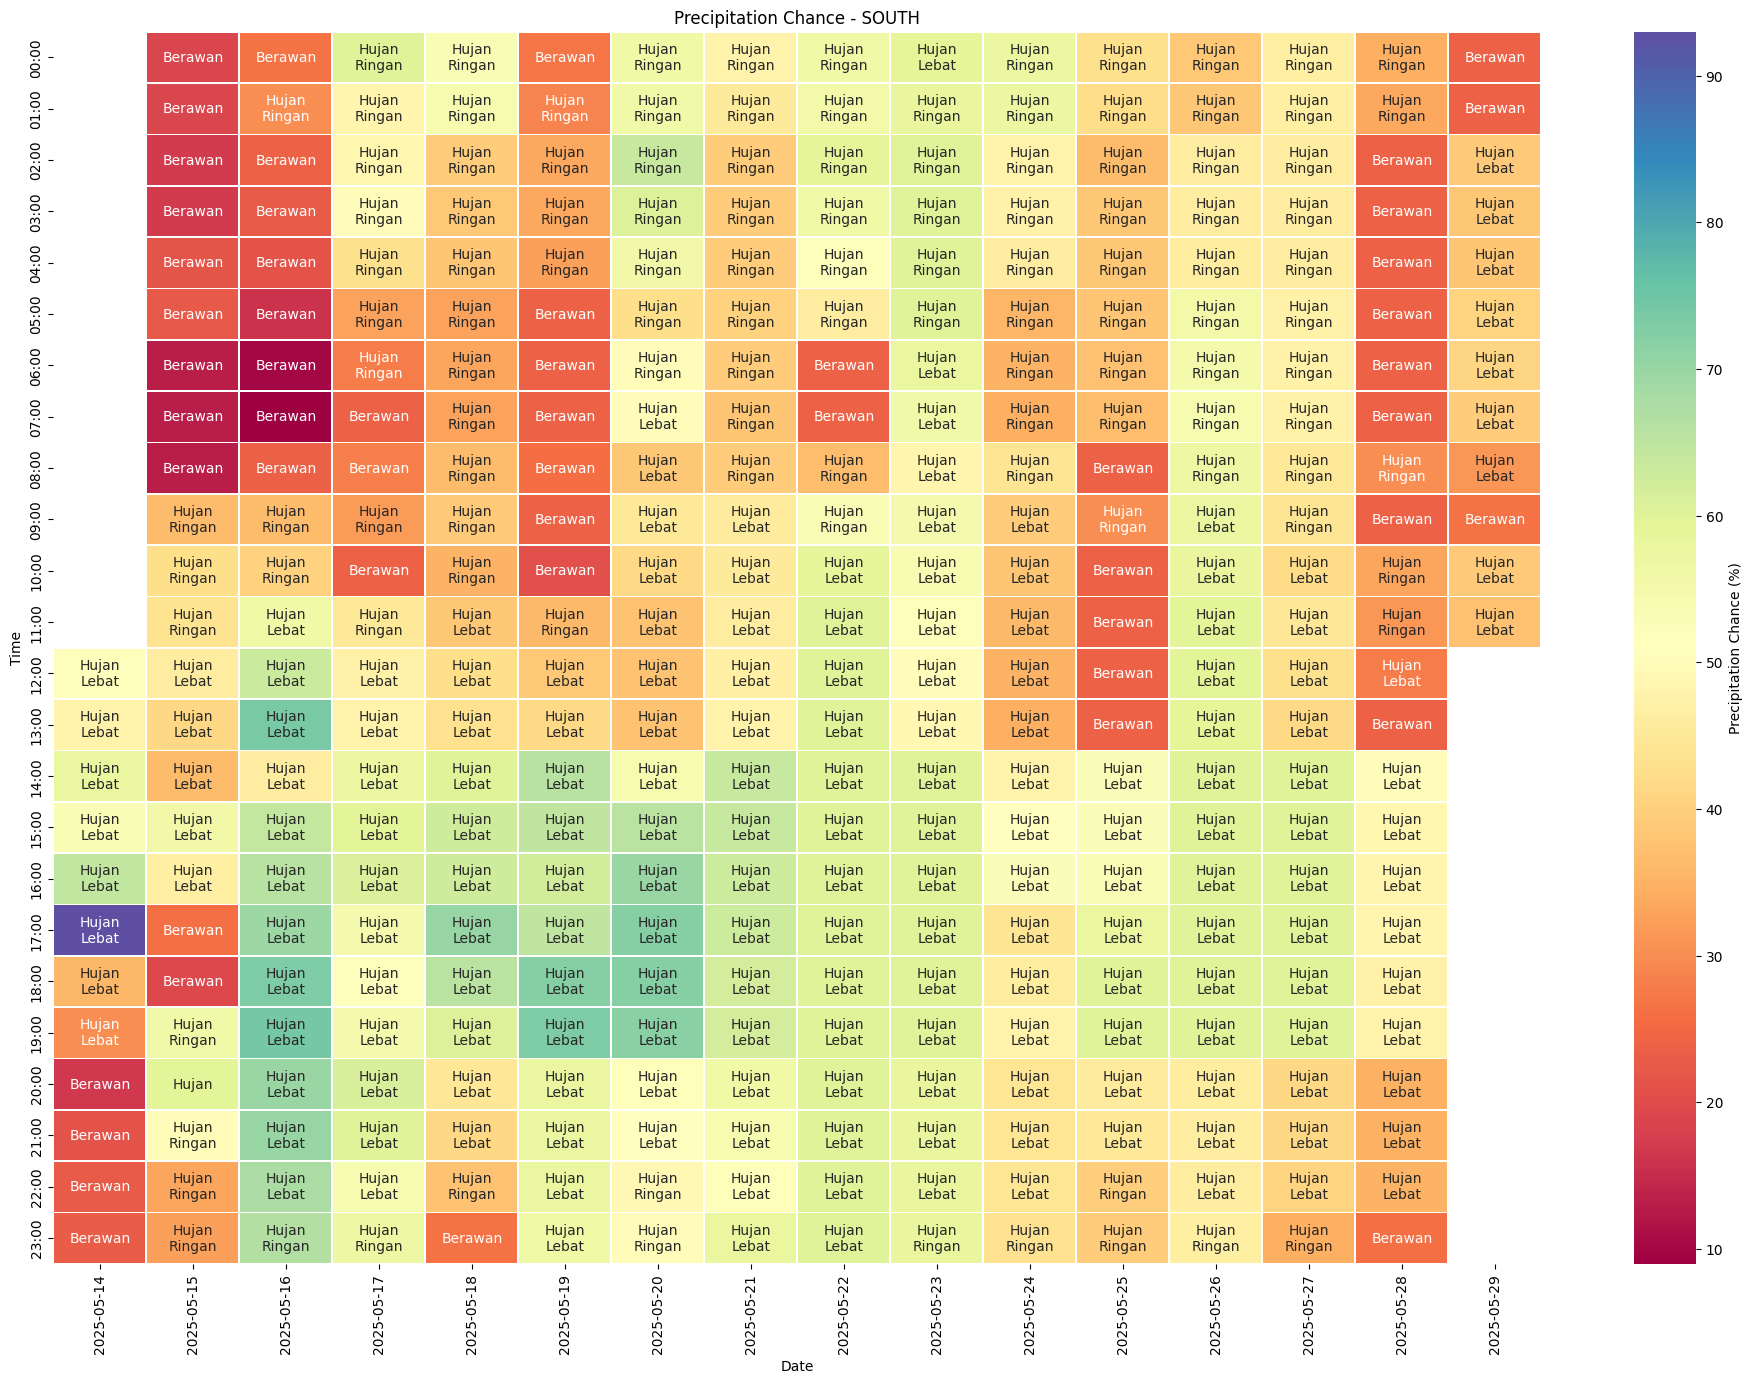 Precipitation Chance - SOUTH
00:00 Berawan Berawan Hujan Ringan Hujan Ringan Berawan Hujan Ringan Hujan Ringan Hujan Ringan Hujan Lebat Hujan Ringan Hujan Ringan Hujan Ringan Hujan Ringan Hujan Ringan Berawan
01:00 Berawan Hujan Ringan Hujan Ringan Hujan Ringan Hujan Ringan Hujan Ringan Hujan Ringan Hujan Ringan Hujan Ringan Hujan Ringan Hujan Ringan Hujan Ringan Hujan Ringan Hujan Ringan Berawan
02:00 Berawan Berawan Hujan Ringan Hujan Ringan Hujan Ringan Hujan Ringan Hujan Ringan Hujan Ringan Hujan Ringan Hujan Ringan Hujan Ringan Hujan Ringan Hujan Ringan Berawan Hujan Lebat
03:00 Berawan Berawan Hujan Ringan Hujan Ringan Hujan Ringan Hujan Ringan Hujan Ringan Hujan Ringan Hujan Ringan Hujan Ringan Hujan Ringan Hujan Ringan Hujan Ringan Berawan Hujan Lebat
04:00 Berawan Berawan Hujan Ringan Hujan Ringan Hujan Ringan Hujan Ringan Hujan Ringan Hujan Ringan Hujan Ringan Hujan Ringan Hujan Ringan Hujan Ringan Hujan Ringan Berawan Hujan Lebat
05:00 Berawan Berawan Hujan Ringan Hujan Ringan Berawan Hujan Ringan Hujan Ringan Hujan Ringan Hujan Ringan Hujan Ringan Hujan Ringan Hujan Ringan Hujan Ringan Berawan Hujan Lebat
06:00 Berawan Berawan Hujan Ringan Hujan Ringan Berawan Hujan Ringan Hujan Ringan Berawan Hujan Lebat Hujan Ringan Hujan Ringan Hujan Ringan Hujan Ringan Berawan Hujan Lebat
07:00 Berawan Berawan Berawan Hujan Ringan Berawan Hujan Lebat Hujan Ringan Berawan Hujan Lebat Hujan Ringan Hujan Ringan Hujan Ringan Hujan Ringan Berawan Hujan Lebat
08:00 Berawan Berawan Berawan Hujan Ringan Berawan Hujan Lebat Hujan Ringan Hujan Ringan Hujan Lebat Hujan Ringan Berawan Hujan Ringan Hujan Ringan Hujan Ringan Hujan Lebat
09:00 Hujan Ringan Hujan Ringan Hujan Ringan Hujan Ringan Berawan Hujan Lebat Hujan Lebat Hujan Ringan Hujan Lebat Hujan Lebat Hujan Ringan Hujan Lebat Hujan Ringan Berawan Berawan
10:00 Hujan Ringan Hujan Ringan Berawan Hujan Ringan Berawan Hujan Lebat Hujan Lebat Hujan Lebat Hujan Lebat Hujan Lebat Berawan Hujan Lebat Hujan Lebat Hujan Ringan Hujan Lebat
11:00 Hujan Ringan Hujan Lebat Hujan Ringan Hujan Lebat Hujan Ringan Hujan Lebat Hujan Lebat Hujan Lebat Hujan Lebat Hujan Lebat Berawan Hujan Lebat Hujan Lebat Hujan Ringan Hujan Lebat
12:00 Hujan Lebat Hujan Lebat Hujan Lebat Hujan Lebat Hujan Lebat Hujan Lebat Hujan Lebat Hujan Lebat Hujan Lebat Hujan Lebat Hujan Lebat Berawan Hujan Lebat Hujan Lebat Hujan Lebat
13:00 Hujan Lebat Hujan Lebat Hujan Lebat Hujan Lebat Hujan Lebat Hujan Lebat Hujan Lebat Hujan Lebat Hujan Lebat Hujan Lebat Hujan Lebat Berawan Hujan Lebat Hujan Lebat Berawan
14:00 Hujan Lebat Hujan Lebat Hujan Lebat Hujan Lebat Hujan Lebat Hujan Lebat Hujan Lebat Hujan Lebat Hujan Lebat Hujan Lebat Hujan Lebat Hujan Lebat Hujan Lebat Hujan Lebat Hujan Lebat
15:00 Hujan Lebat Hujan Lebat Hujan Lebat Hujan Lebat Hujan Lebat Hujan Lebat Hujan Lebat Hujan Lebat Hujan Lebat Hujan Lebat Hujan Lebat Hujan Lebat Hujan Lebat Hujan Lebat Hujan Lebat
16:00 Hujan Lebat Hujan Lebat Hujan Lebat Hujan Lebat Hujan Lebat Hujan Lebat Hujan Lebat Hujan Lebat Hujan Lebat Hujan Lebat Hujan Lebat Hujan Lebat Hujan Lebat Hujan Lebat Hujan Lebat
17:00 Hujan Lebat Berawan Hujan Lebat Hujan Lebat Hujan Lebat Hujan Lebat Hujan Lebat Hujan Lebat Hujan Lebat Hujan Lebat Hujan Lebat Hujan Lebat Hujan Lebat Hujan Lebat Hujan Lebat
18:00 Hujan Lebat Berawan Hujan Lebat Hujan Lebat Hujan Lebat Hujan Lebat Hujan Lebat Hujan Lebat Hujan Lebat Hujan Lebat Hujan Lebat Hujan Lebat Hujan Lebat Hujan Lebat Hujan Lebat
19:00 Hujan Lebat Hujan Ringan Hujan Lebat Hujan Lebat Hujan Lebat Hujan Lebat Hujan Lebat Hujan Lebat Hujan Lebat Hujan Lebat Hujan Lebat Hujan Lebat Hujan Lebat Hujan Lebat Hujan Lebat
20:00 Berawan Hujan Hujan Lebat Hujan Lebat Hujan Lebat Hujan Lebat Hujan Lebat Hujan Lebat Hujan Lebat Hujan Lebat Hujan Lebat Hujan Lebat Hujan Lebat Hujan Lebat Hujan Lebat
21:00 Berawan Hujan Ringan Hujan Lebat Hujan Lebat Hujan Lebat Hujan Lebat Hujan Lebat Hujan Lebat Hujan Lebat Hujan Lebat Hujan Lebat Hujan Lebat Hujan Lebat Hujan Lebat Hujan Lebat
22:00 Berawan Hujan Ringan Hujan Lebat Hujan Lebat Hujan Ringan Hujan Lebat Hujan Ringan Hujan Lebat Hujan Lebat Hujan Lebat Hujan Lebat Hujan Ringan Hujan Lebat Hujan Lebat Hujan Lebat
23:00 Berawan Hujan Ringan Hujan Ringan Hujan Ringan Berawan Hujan Lebat Hujan Ringan Hujan Lebat Hujan Lebat Hujan Ringan Hujan Ringan Hujan Ringan Hujan Ringan Hujan Ringan Berawan
Time
2025-05-14 2025-05-15 2025-05-16 2025-05-17 2025-05-18 2025-05-19 2025-05-20 2025-05-21 2025-05-22 2025-05-23 2025-05-24 2025-05-25 2025-05-26 2025-05-27 2025-05-28 2025-05-29
Date
90
80
70
60
50
40
30
20
10
Precipitation Chance (%)